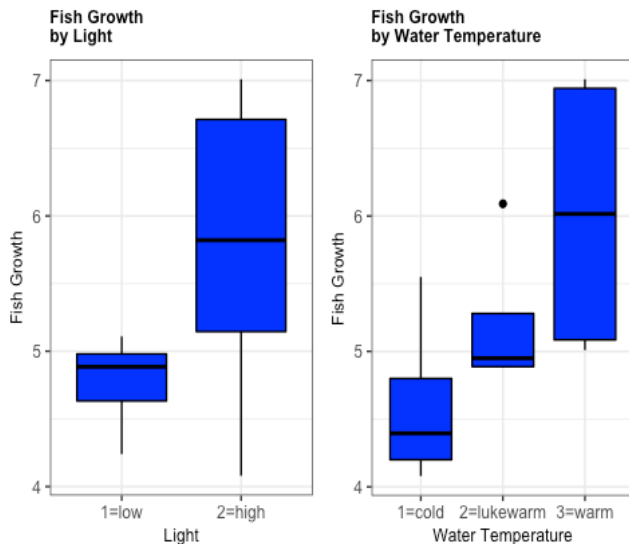 Fish Growth
by Light
Fish Growth
7
6
5
4
1=low
2=high
Light
Fish Growth
by Water Temperature
Fish Growth
7
6
5
4
1=cold
2=lukewarm
3=warm
Water Temperature